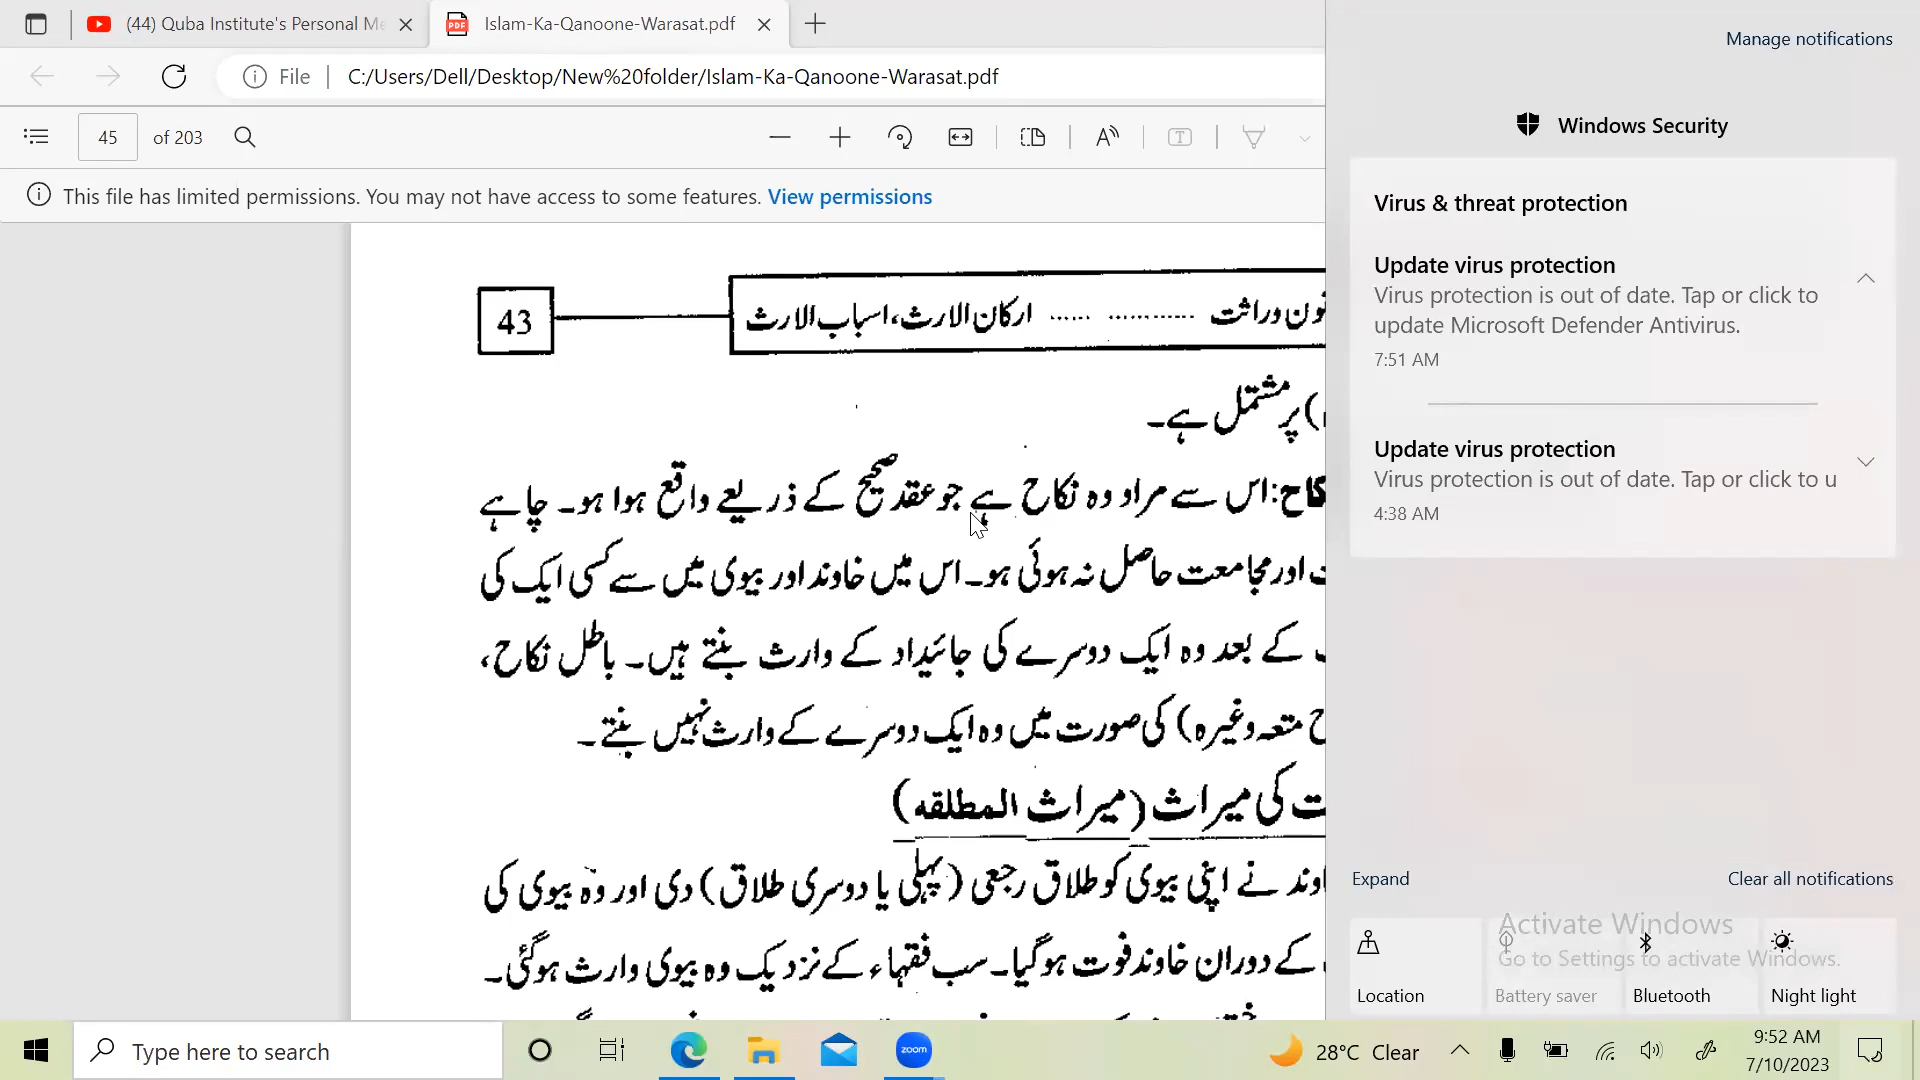 (44) Quba Institute's Personal Me
Islam-Ka-Qanoone-Warasat.pdf
File
C:/Users/Dell/Desktop/New%20folder/Islam-Ka-Qanoone-Warasat.pdf
45 of 203
This file has limited permissions. You may not have access to some features. View permissions
43
ارکان الارث، اسباب الارث ...... ............ نون وراثت
) پر مشتمل ہے۔
کاح: اس سے مراد وہ نکاح ہے جو عقد صحیح کے ذریعے واقع ہوا ہو۔ چاہے
اور مجامعت حاصل نہ ہوئی ہو۔ اس میں خاوند اور بیوی میں سے کسی ایک کی
کے بعد وہ ایک دوسرے کی جائیداد کے وارث بنتے ہیں۔ باطل نکاح،
ح متعہ وغیرہ) کی صورت میں وہ ایک دوسرے کے وارث نہیں بنتے۔
ت کی میراث (میراث المطلقہ)
اوند نے اپنی بیوی کو طلاق رجعی (پہلی یا دوسری طلاق) دی اور وہ بیوی کی
کے دوران خاوند فوت ہوگیا۔ سب فقہاء کے نزدیک وہ بیوی وارث ہوگئی۔
Manage notifications
Windows Security
Virus & threat protection
Update virus protection
Virus protection is out of date. Tap or click to
update Microsoft Defender Antivirus.
7:51 AM
Update virus protection
Virus protection is out of date. Tap or click to u
4:38 AM
Expand
Clear all notifications
Activate Windows
Go to Settings to activate Windows.
Location
Battery saver
Bluetooth
Night light
Type here to search
zoom
28°C Clear
9:52 AM
7/10/2023